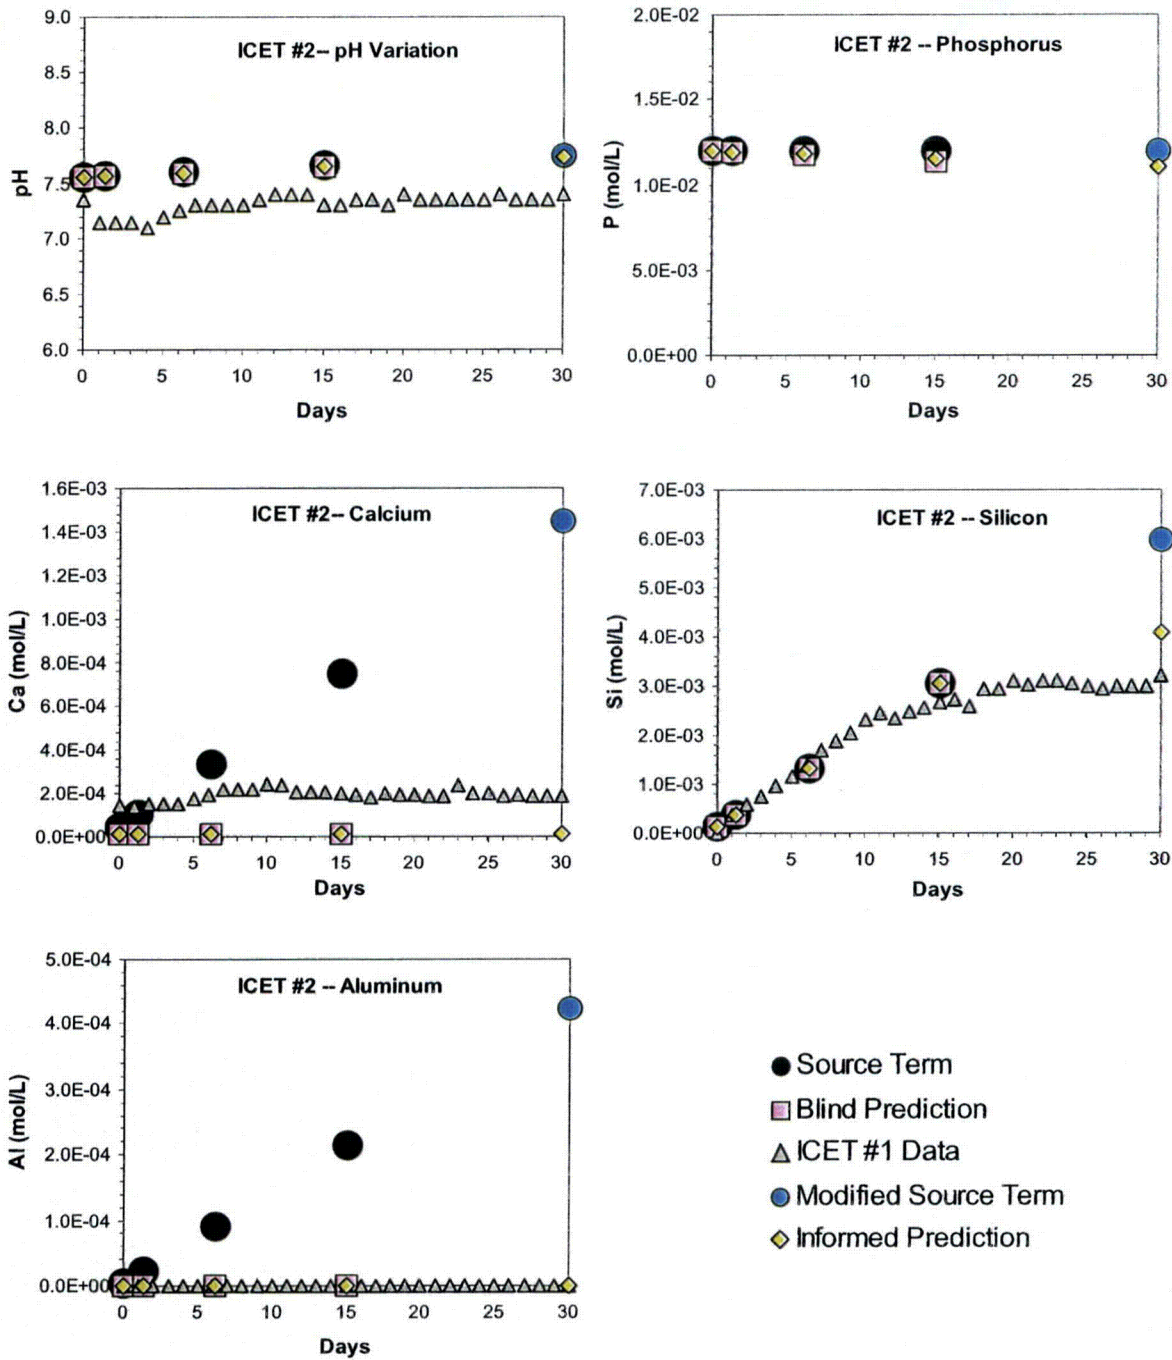 ICET #2-- pH Variation
9.0
8.5
8.0
7.5
7.0
6.5
6.0
pH
0 5 10 15 20 25 30
Days
ICET #2 -- Phosphorus
2.0E-02
1.5E-02
1.0E-02
5.0E-03
0.0E+00
P (mol/L)
0 5 10 15 20 25 30
Days
ICET #2-- Calcium
1.6E-03
1.4E-03
1.2E-03
1.0E-03
8.0E-04
6.0E-04
4.0E-04
2.0E-04
0.0E+00
Ca (mol/L)
0 5 10 15 20 25 30
Days
ICET #2 -- Silicon
7.0E-03
6.0E-03
5.0E-03
4.0E-03
3.0E-03
2.0E-03
1.0E-03
0.0E+00
Si (mol/L)
0 5 10 15 20 25 30
Days
ICET #2 -- Aluminum
5.0E-04
4.0E-04
3.0E-04
2.0E-04
1.0E-04
0.0E+00
Al (mol/L)
0 5 10 15 20 25 30
Days
Source Term
Blind Prediction
ICET #1 Data
Modified Source Term
Informed Prediction